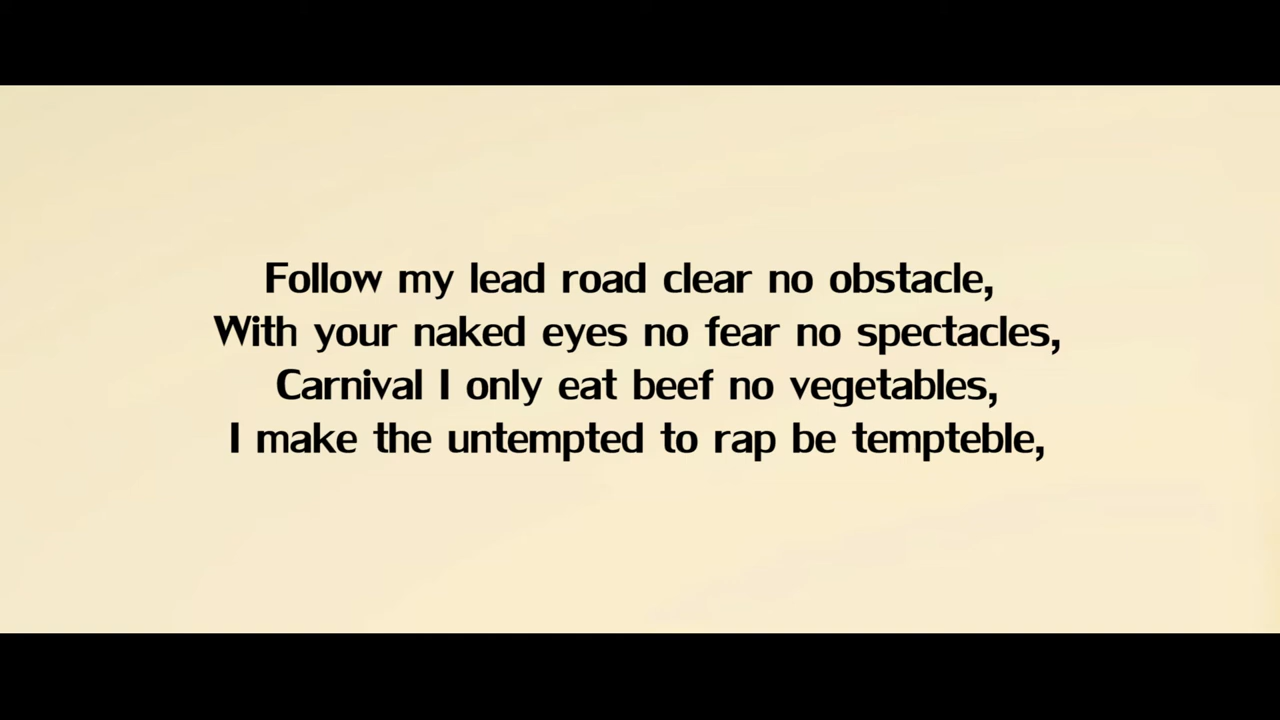 Follow my lead road clear no obstacle,
With your naked eyes no fear no spectacles,
Carnival I only eat beef no vegetables,
I make the untempted to rap be tempteble,